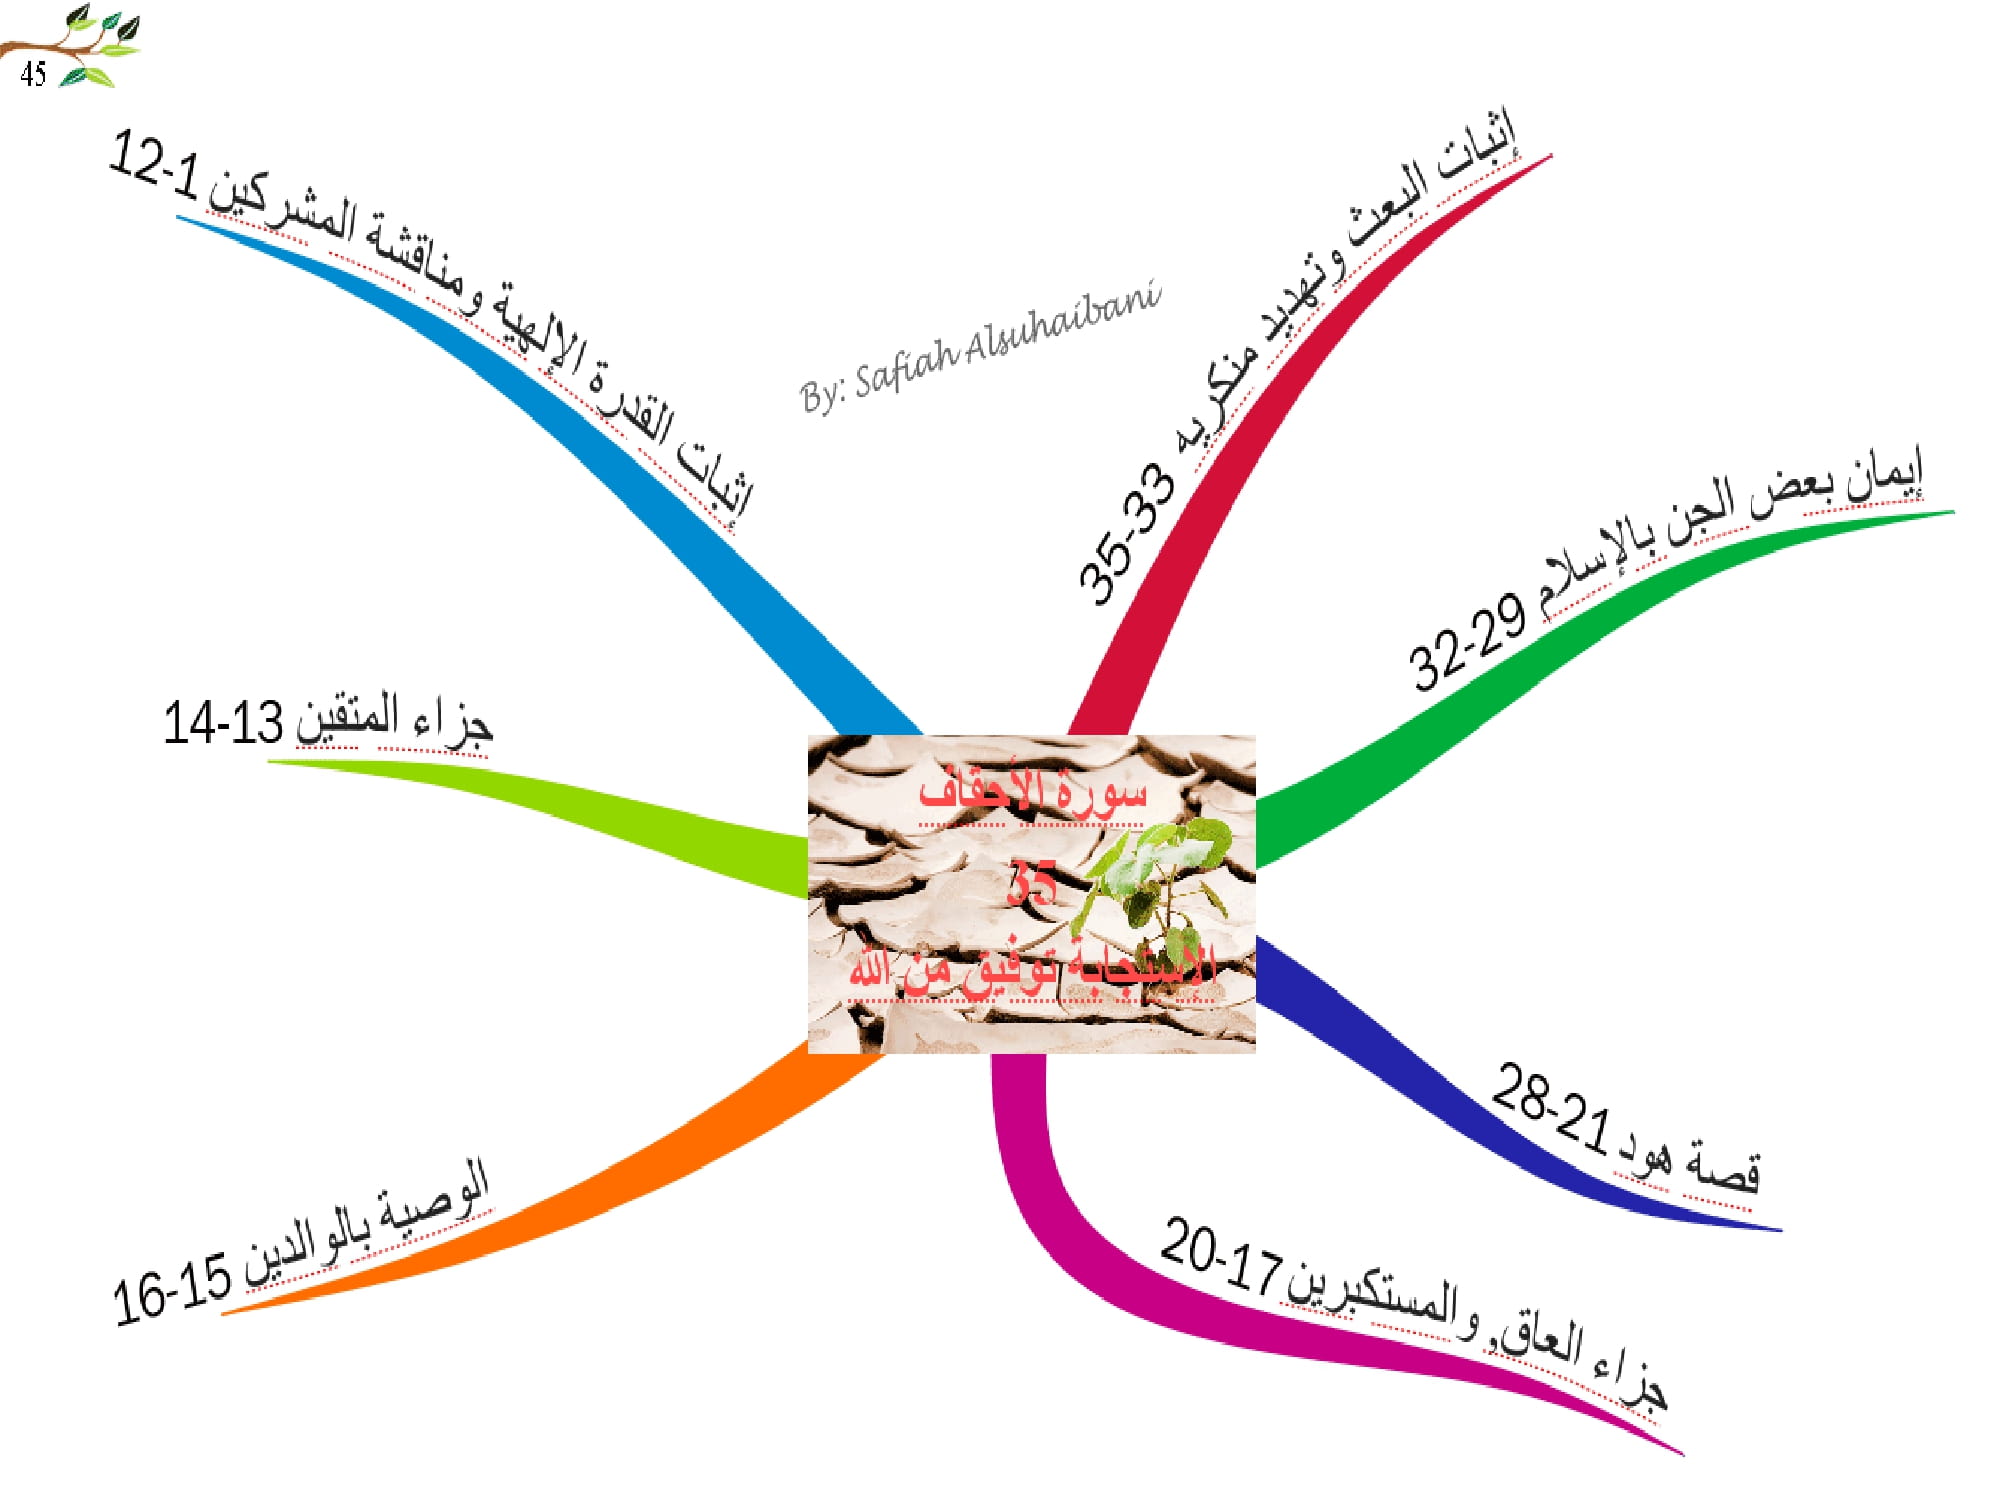 45
إثبات القدرة الإلهية ومناقشة المشركين 1-12
By: Safiah Alsuhaibani
إثبات البعث وتهديد منكريه 33-35
إيمان بعض الجن بالإسلام 29-32
جزاء المتقين 13-14
سورة الأحقاف
35
الإستجابة توفيق من الله
قصة هود 21-28
الوصية بالوالدين 15-16
جزاء العاق, والمستكبرين17-20